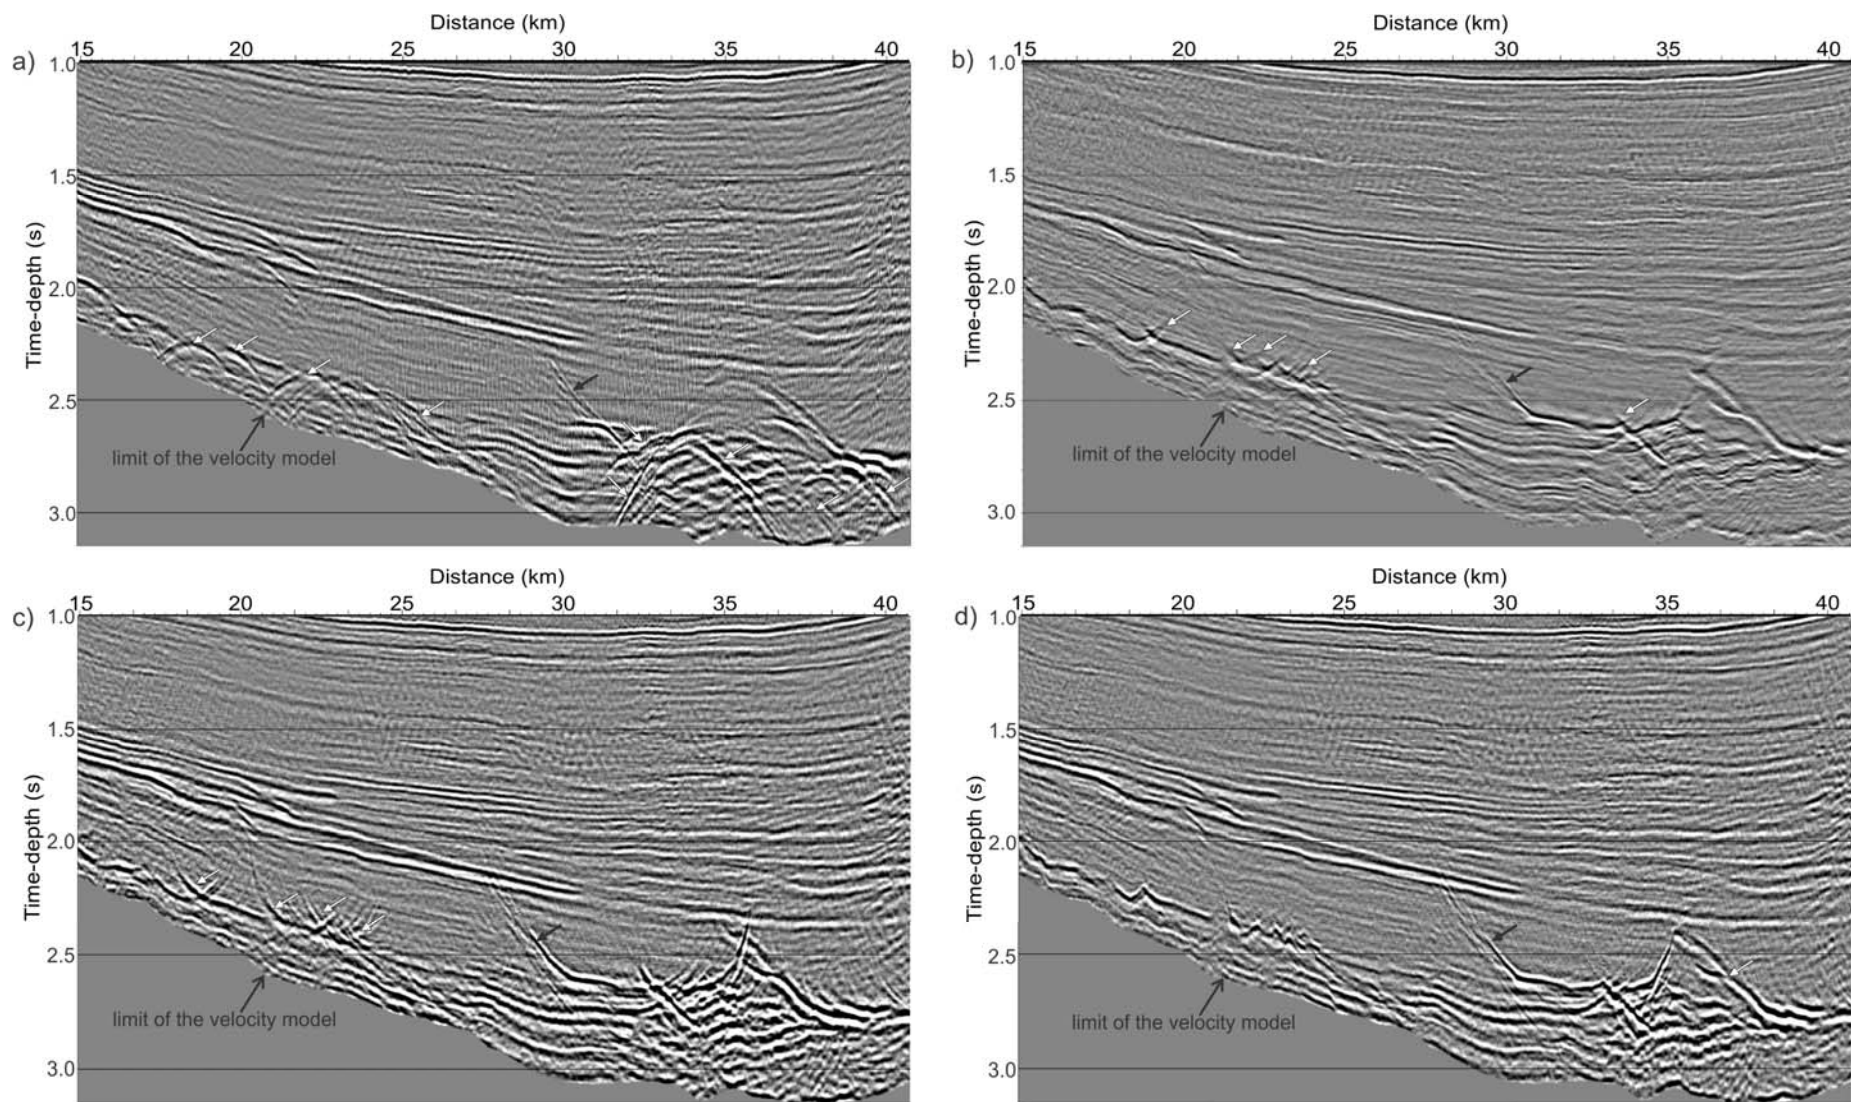 Distance (km)
15 20 25 30 35 40
a)
1.0
1.5
2.0
2.5
3.0
Time-depth (s)
limit of the velocity model
Distance (km)
15 20 25 30 35 40
b)
1.0
1.5
2.0
2.5
3.0
Time-depth (s)
limit of the velocity model
Distance (km)
15 20 25 30 35 40
c)
1.0
1.5
2.0
2.5
3.0
Time-depth (s)
limit of the velocity model
Distance (km)
15 20 25 30 35 40
d)
1.0
1.5
2.0
2.5
3.0
Time-depth (s)
limit of the velocity model